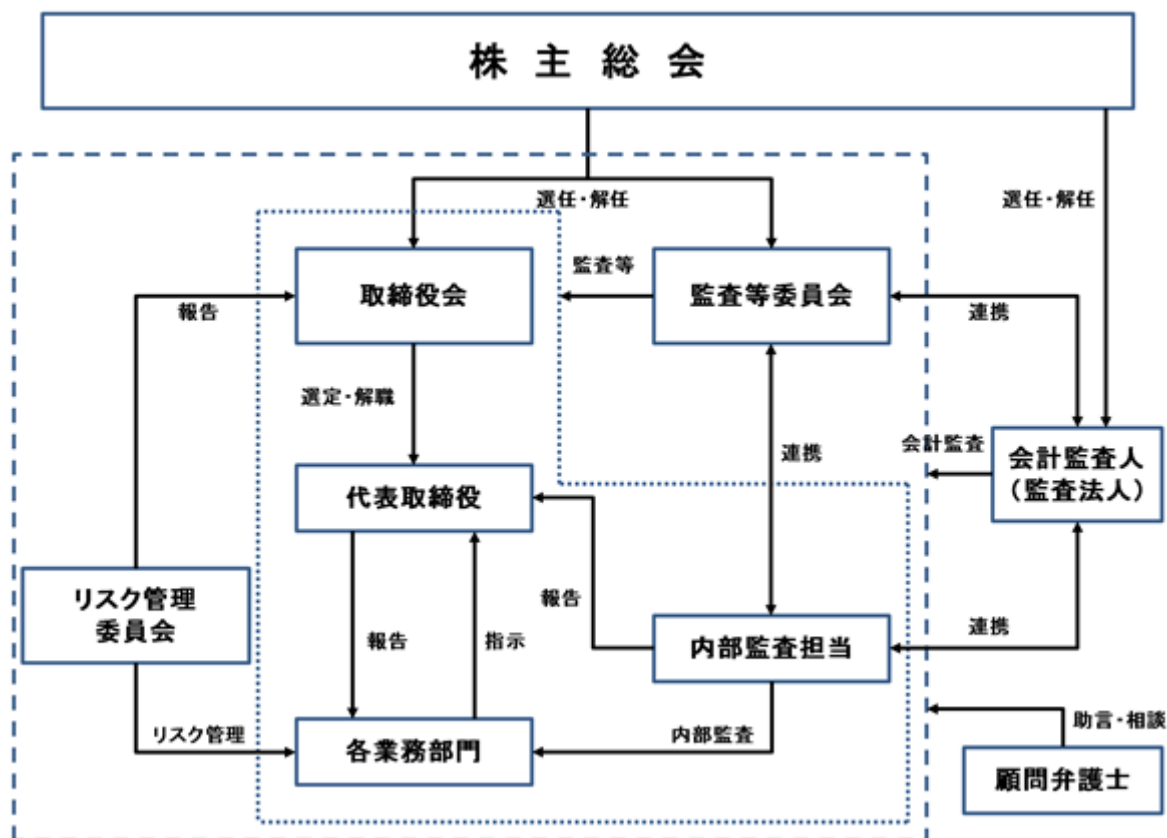 株主総会
選任・解任
選任・解任
取締役会
監査等
監査等委員会
報告
連携
選定・解職
連携
会計監査
会計監査人
(監査法人)
代表取締役
リスク管理
委員会
報告
報告
指示
内部監査担当
連携
リスク管理
各業務部門
内部監査
助言・相談
顧問弁護士